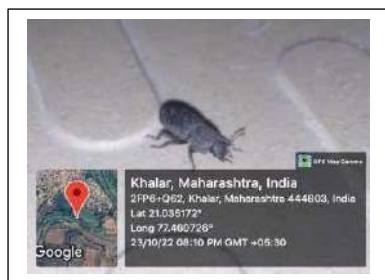 GPS Map Camera
Khalar, Maharashtra, India
2FP6+Q62, Khalar, Maharashtra 444803, India
Lat 21.035172°
Long 77.460726°
23/10/22 08:10 PM GMT +05:30
Google